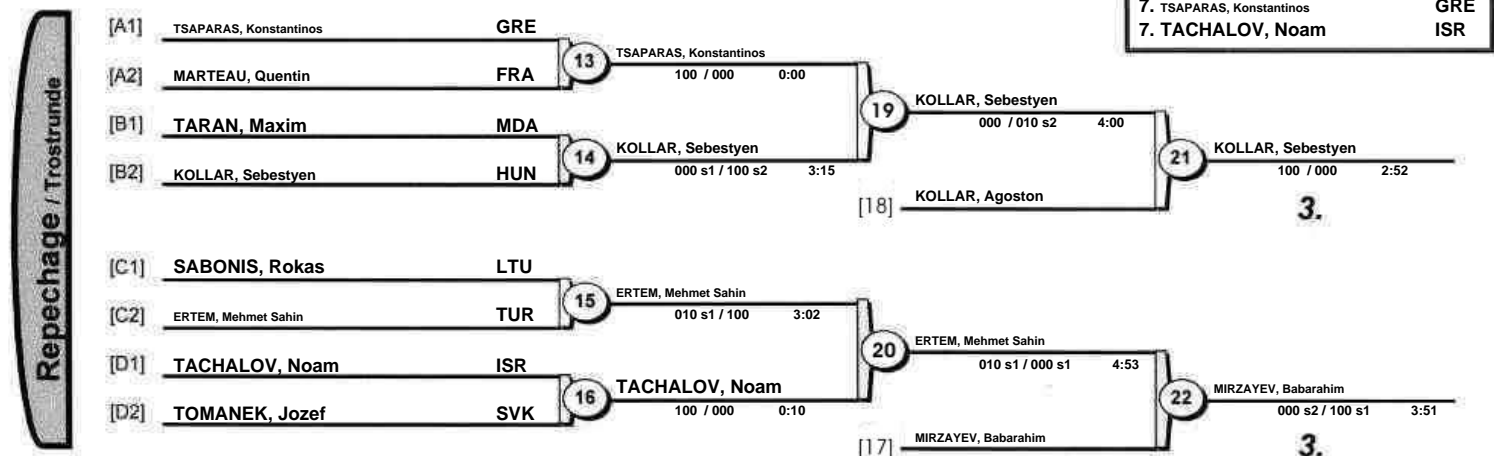 7. TSAPARAS, Konstantinos GRE
7. TACHALOV, Noam ISR
Repechage / Trostrunde
[A1] TSAPARAS, Konstantinos GRE
[A2] MARTEAU, Quentin FRA
13 TSAPARAS, Konstantinos
100 / 000 0:00
[B1] TARAN, Maxim MDA
[B2] KOLLAR, Sebestyen HUN
14 KOLLAR, Sebestyen
000 s1 / 100 s2 3:15
19 KOLLAR, Sebestyen
000 / 010 s2 4:00
[18] KOLLAR, Agoston
21 KOLLAR, Sebestyen
100 / 000 2:52
3.
[C1] SABONIS, Rokas LTU
[C2] ERTEM, Mehmet Sahin TUR
15 ERTEM, Mehmet Sahin
010 s1 / 100 3:02
[D1] TACHALOV, Noam ISR
[D2] TOMANEK, Jozef SVK
16 TACHALOV, Noam
100 / 000 0:10
20 ERTEM, Mehmet Sahin
010 s1 / 000 s1 4:53
[17] MIRZAYEV, Babarahim
22 MIRZAYEV, Babarahim
000 s2 / 100 s1 3:51
3.